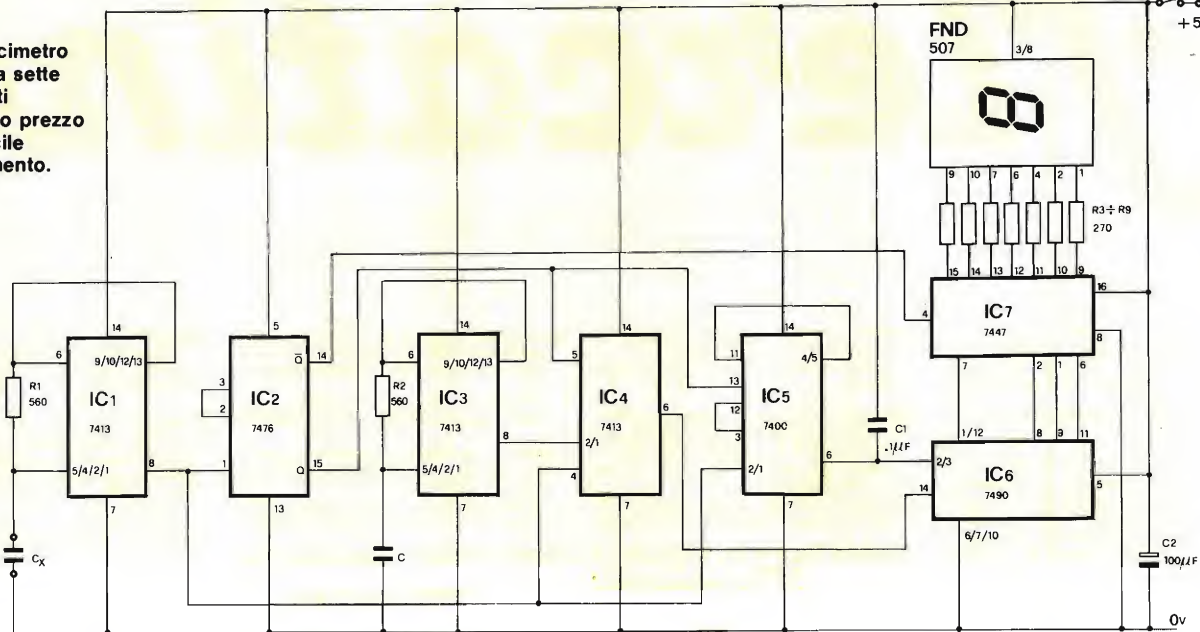 cimetro
a sette
ti
o prezzo
cile
mento.
+5
FND
507
3/8
9 10 7 6 4 2 1
R3÷R9
270
15 14 13 12 11 10 9
4
IC7
7447
16
8
7 2 1 6
14
6
9/10/12/13
R1
560
IC1
7413
5/4/2/1
8
7
Cx
5
Q̅
14
3
2
IC2
7476
1
Q
15
13
14
6
9/10/12/13
R2
560
IC3
7413
8
5/4/2/1
7
C
14
5
IC4
7413
6
2/1
4
7
14
11
4/5
13
12
3
IC5
7400
2/1
6
7
C1
.1µF
1/12 8 9 11
2/3
14
IC6
7490
5
6/7/10
C2
100µF
0v